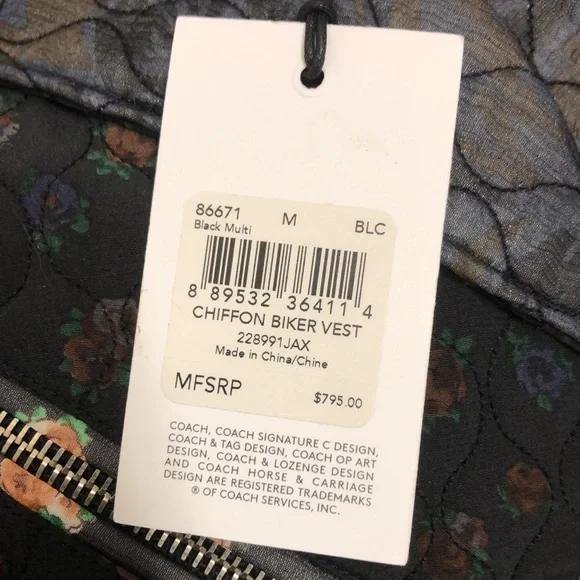 86671 M BLC
Black Multi
8 89532 36411 4
CHIFFON BIKER VEST
228991JAX
Made in China/Chine
MFSRP $795.00
COACH, COACH SIGNATURE C DESIGN,
COACH & TAG DESIGN, COACH OP ART
DESIGN, COACH & LOZENGE DESIGN
AND COACH HORSE & CARRIAGE
DESIGN ARE REGISTERED TRADEMARKS
® OF COACH SERVICES, INC.